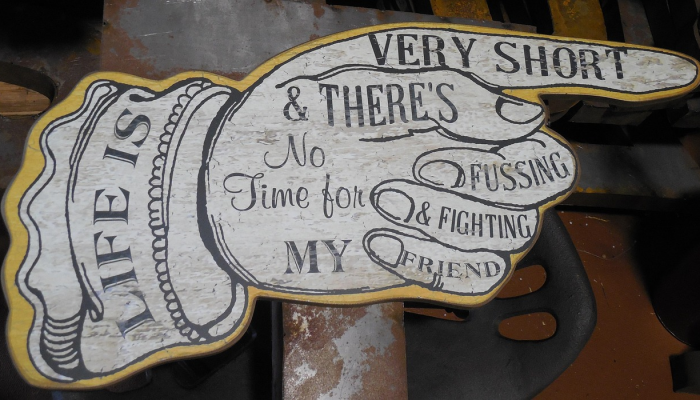 LIFE IS
VERY SHORT
& THERE'S
No
Time for
FUSSING
& FIGHTING
MY FRIEND